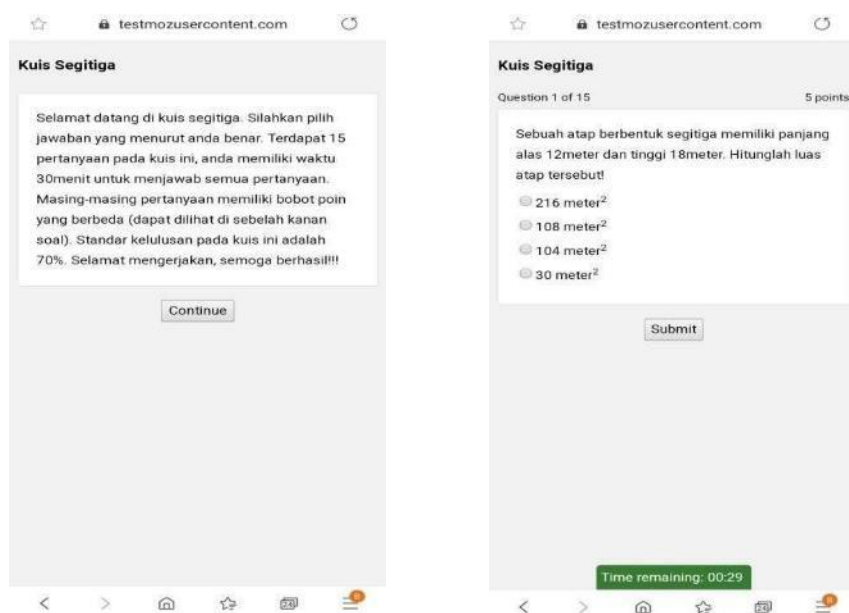 testmozusercontent.com
Kuis Segitiga
Selamat datang di kuis segitiga. Silahkan pilih
jawaban yang menurut anda benar. Terdapat 15
pertanyaan pada kuis ini, anda memiliki waktu
30menit untuk menjawab semua pertanyaan.
Masing-masing pertanyaan memiliki bobot poin
yang berbeda (dapat dilihat di sebelah kanan
soal). Standar kelulusan pada kuis ini adalah
70%. Selamat mengerjakan, semoga berhasil!!!
Continue
testmozusercontent.com
Kuis Segitiga
Question 1 of 15 5 points
Sebuah atap berbentuk segitiga memiliki panjang
alas 12meter dan tinggi 18meter. Hitunglah luas
atap tersebut!
216 meter²
108 meter²
104 meter²
30 meter²
Submit
Time remaining: 00:29